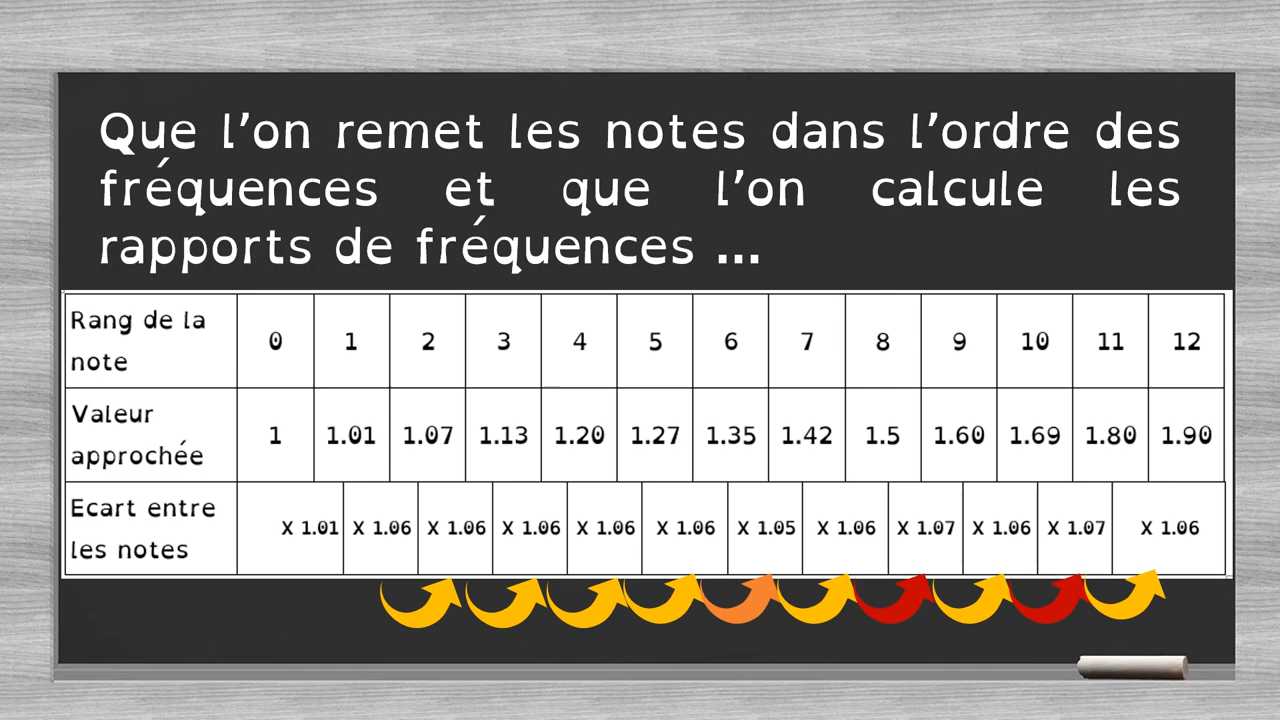 Que l’on remet les notes dans l’ordre des
fréquences et que l’on calcule les
rapports de fréquences ...
Rang de la note 0 1 2 3 4 5 6 7 8 9 10 11 12
Valeur approchée 1 1.01 1.07 1.13 1.20 1.27 1.35 1.42 1.5 1.60 1.69 1.80 1.90
Ecart entre les notes X 1.01 X 1.06 X 1.06 X 1.06 X 1.06 X 1.06 X 1.05 X 1.06 X 1.07 X 1.06 X 1.07 X 1.06